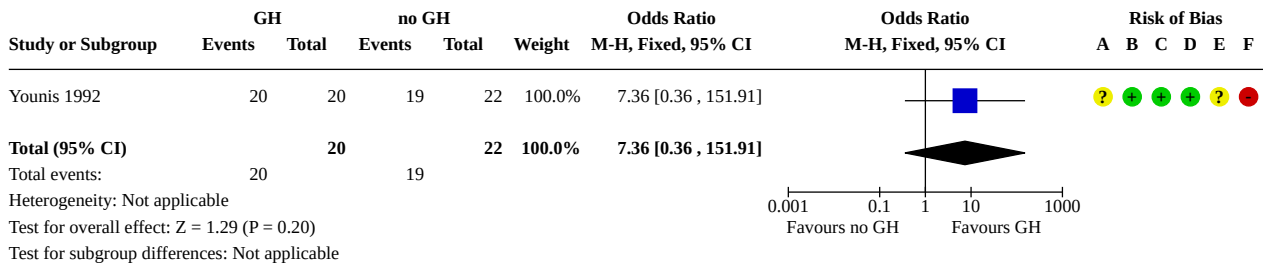 GH no GH Odds Ratio Odds Ratio Risk of Bias
Study or Subgroup Events Total Events Total Weight M-H, Fixed, 95% CI M-H, Fixed, 95% CI A B C D E F
Younis 1992 20 20 19 22 100.0% 7.36 [0.36 , 151.91] ? + + + ? -
Total (95% CI) 20 22 100.0% 7.36 [0.36 , 151.91]
Total events: 20 19
Heterogeneity: Not applicable
0.001 0.1 1 10 1000
Test for overall effect: Z = 1.29 (P = 0.20)
Favours no GH Favours GH
Test for subgroup differences: Not applicable